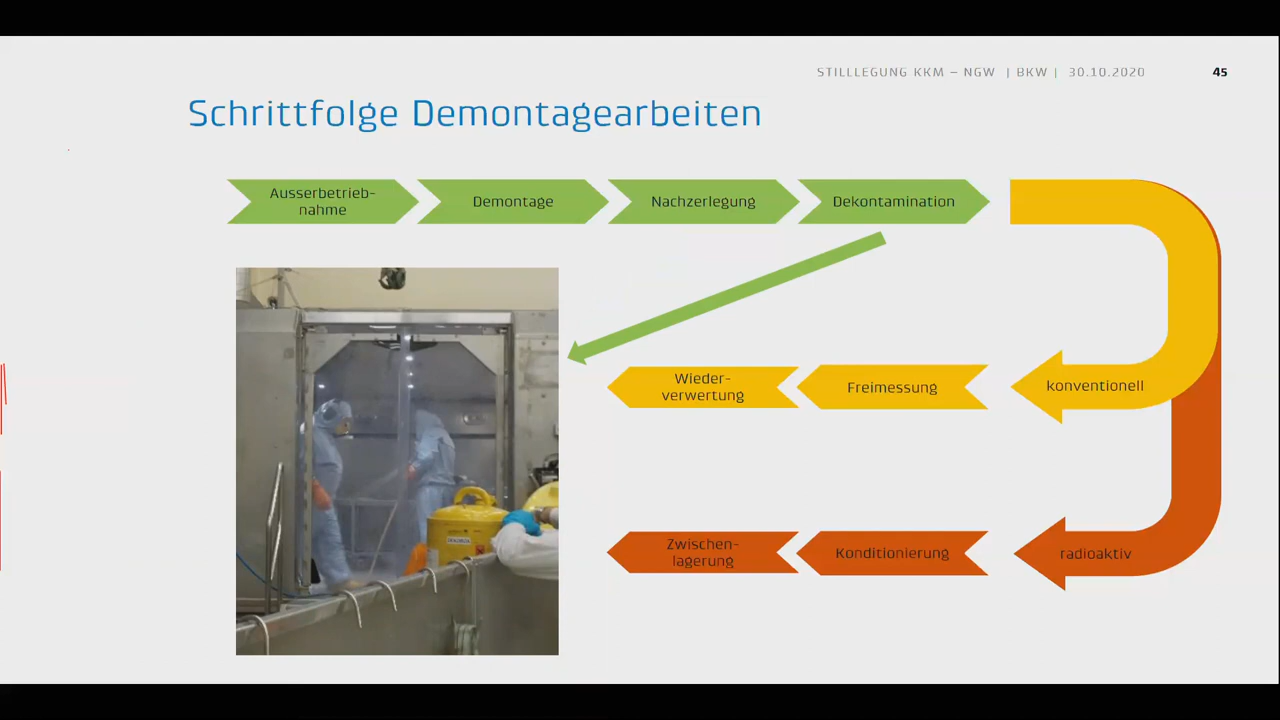 STILLLEGUNG KKM – NGW | BKW | 30.10.2020 45
Schrittfolge Demontagearbeiten
Ausserbetrieb-
nahme
Demontage
Nachzerlegung
Dekontamination
Wieder-
verwertung
Freimessung
konventionell
Zwischen-
lagerung
Konditionierung
radioaktiv